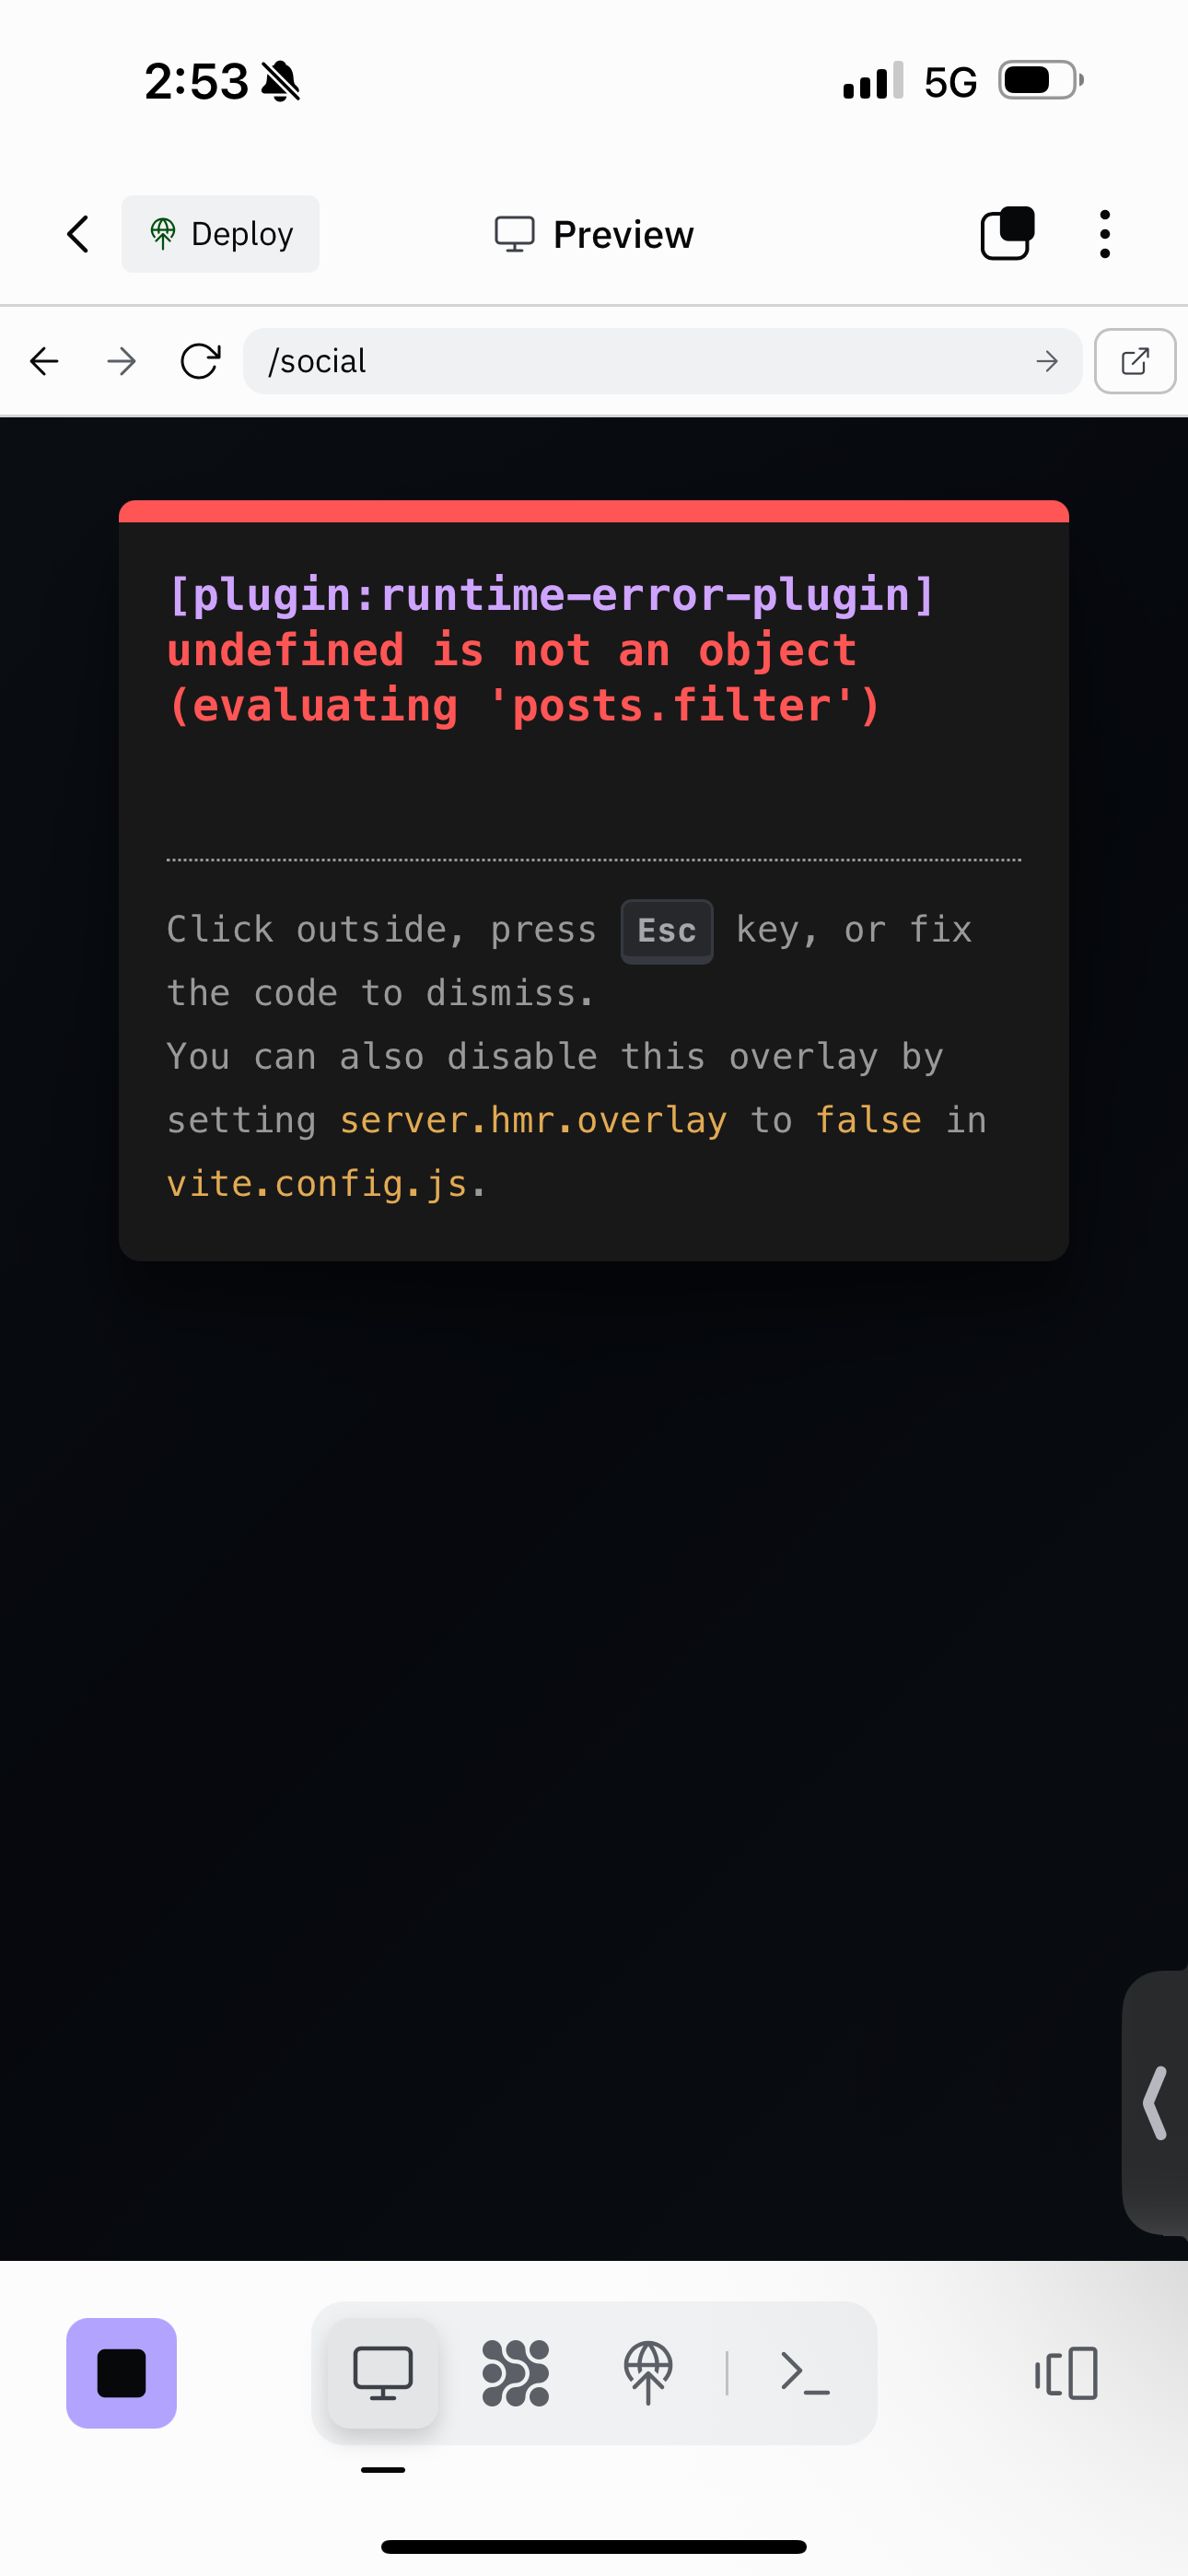 2:53
5G
Deploy
Preview
/social
[plugin:runtime-error-plugin]
undefined is not an object
(evaluating 'posts.filter')
Click outside, press Esc key, or fix
the code to dismiss.
You can also disable this overlay by
setting server.hmr.overlay to false in
vite.config.js.